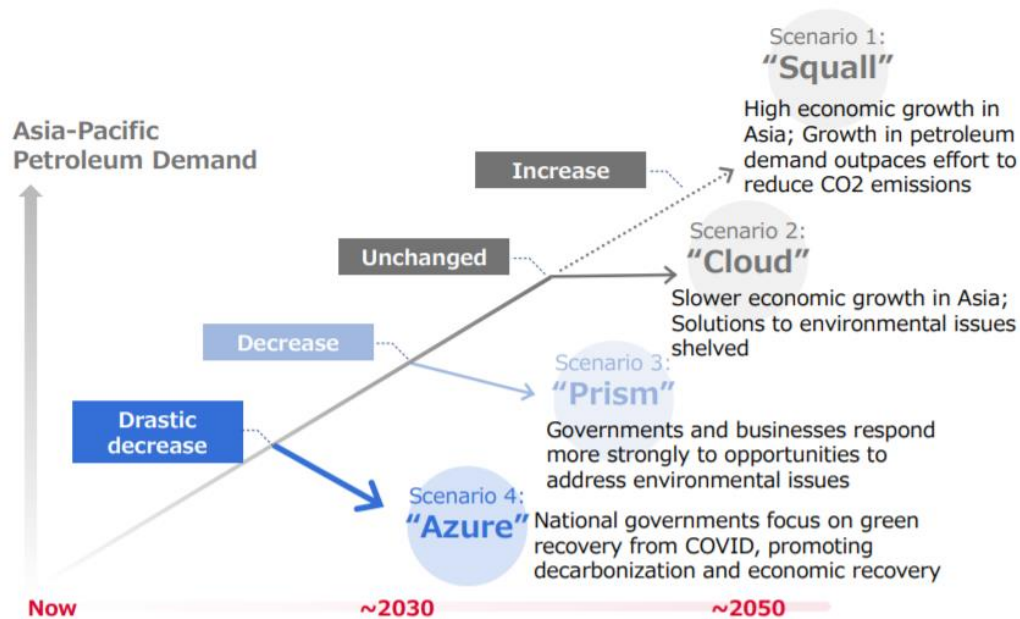 Scenario 1:
“Squall”
High economic growth in
Asia; Growth in petroleum
demand outpaces effort to
reduce CO2 emissions
Asia-Pacific
Petroleum Demand
Increase
Scenario 2:
“Cloud”
Slower economic growth in Asia;
Solutions to environmental issues
shelved
Unchanged
Decrease
Scenario 3:
“Prism”
Governments and businesses respond
more strongly to opportunities to
address environmental issues
Drastic
decrease
Scenario 4:
“Azure”
National governments focus on green
recovery from COVID, promoting
decarbonization and economic recovery
Now
~2030
~2050